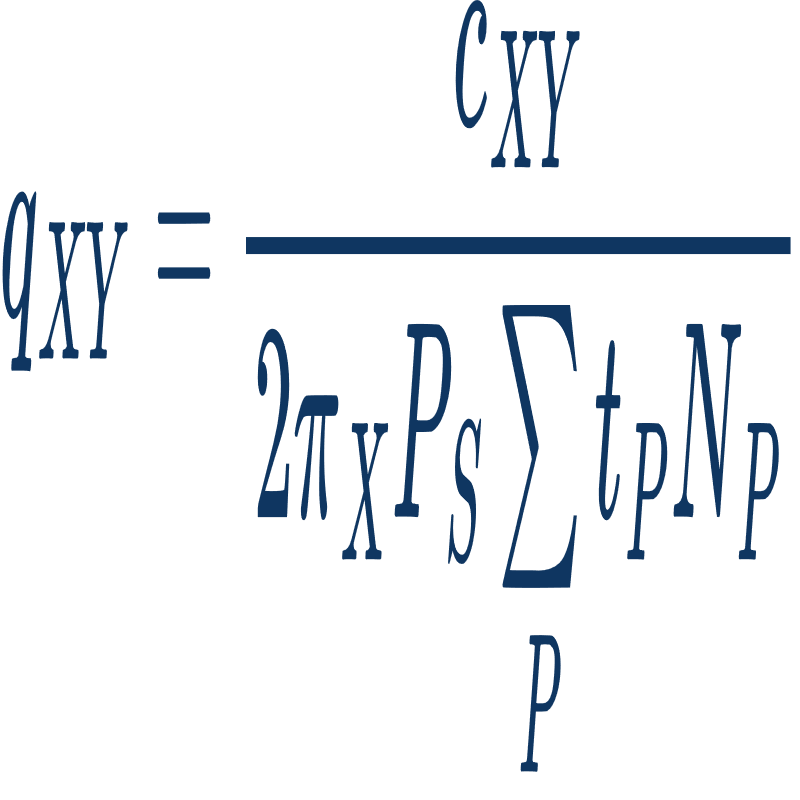 q_{XY} = \frac{c_{XY}}{2\pi_X P_S \sum_P t_P N_P}